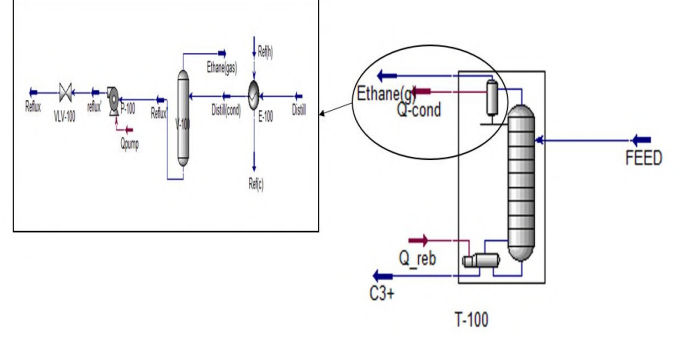 Ref(h)
Ethane(gas)
Reflux
VLV-100
reflux'
P-100
Reflux'
V-100
Distill(cond)
E-100
Distill
Qpump
Ref(c)
Ethane(g)
Q-cond
FEED
Q_reb
C3+
T-100